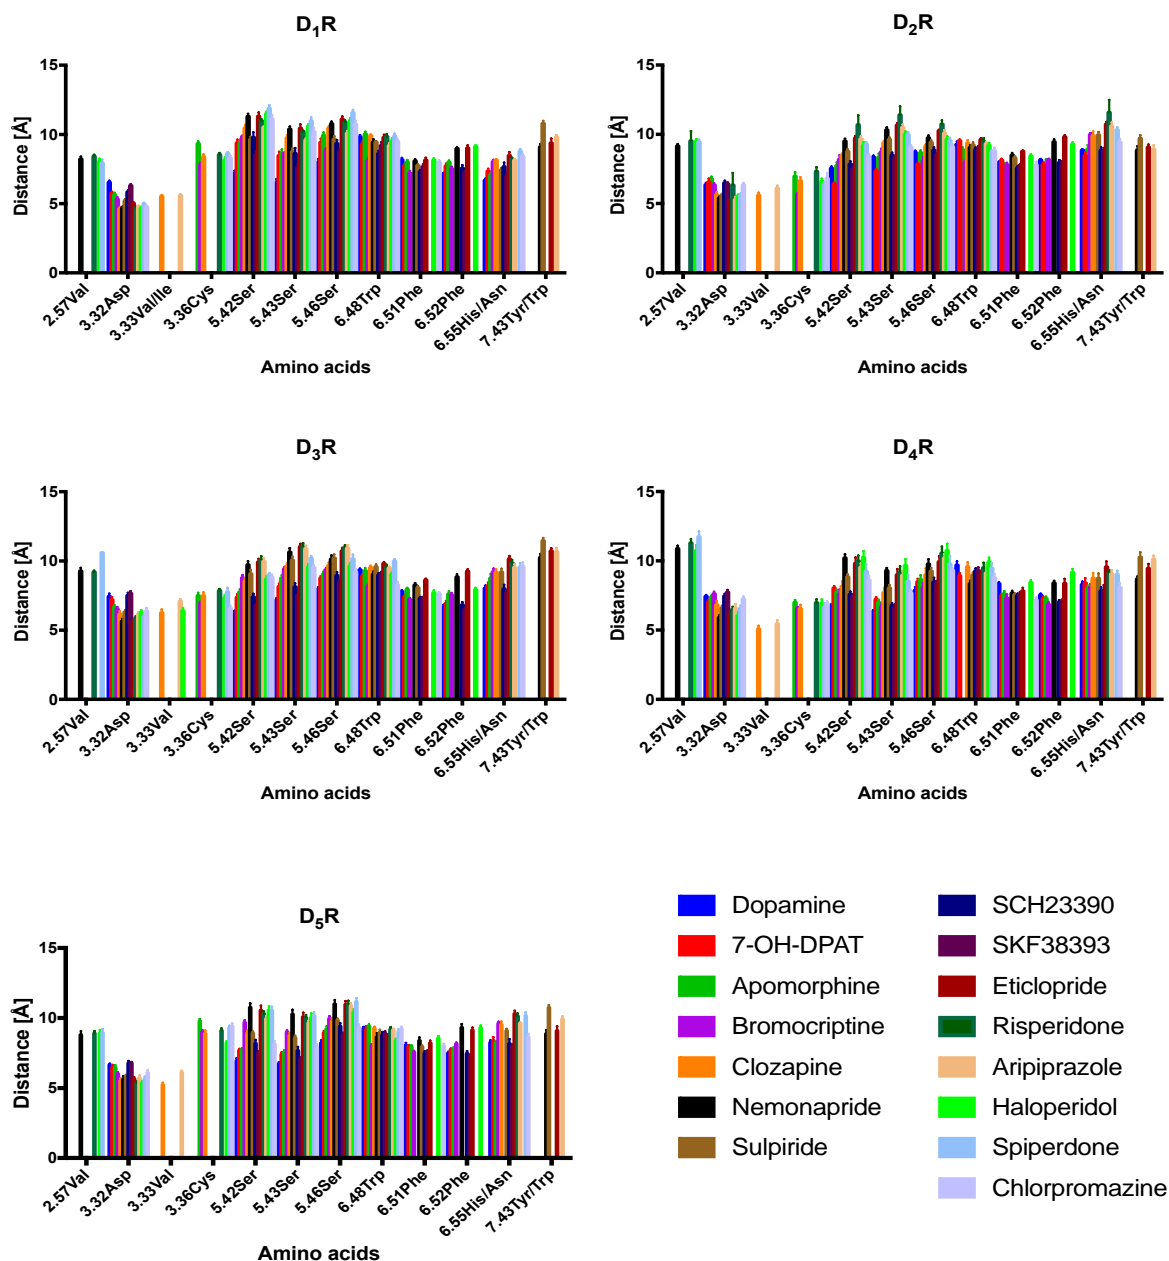 D₁R
Distance [Å]
15
10
5
0
2.57Val
3.32Asp
3.33Val/Ile
3.36Cys
5.42Ser
5.43Ser
5.46Ser
6.48Trp
6.51Phe
6.52Phe
6.55His/Asn
7.43Tyr/Trp
Amino acids
D₂R
Distance [Å]
15
10
5
0
2.57Val
3.32Asp
3.33Val
3.36Cys
5.42Ser
5.43Ser
5.46Ser
6.48Trp
6.51Phe
6.52Phe
6.55His/Asn
7.43Tyr/Trp
Amino acids
D₃R
Distance [Å]
15
10
5
0
2.57Val
3.32Asp
3.33Val
3.36Cys
5.42Ser
5.43Ser
5.46Ser
6.48Trp
6.51Phe
6.52Phe
6.55His/Asn
7.43Tyr/Trp
Amino acids
D₄R
Distance [Å]
15
10
5
0
2.57Val
3.32Asp
3.33Val
3.36Cys
5.42Ser
5.43Ser
5.46Ser
6.48Trp
6.51Phe
6.52Phe
6.55His/Asn
7.43Tyr/Trp
Amino acids
D₅R
Distance [Å]
15
10
5
0
2.57Val
3.32Asp
3.33Val
3.36Cys
5.42Ser
5.43Ser
5.46Ser
6.48Trp
6.51Phe
6.52Phe
6.55His/Asn
7.43Tyr/Trp
Amino acids
Dopamine
7-OH-DPAT
Apomorphine
Bromocriptine
Clozapine
Nemonapride
Sulpiride
SCH23390
SKF38393
Eticlopride
Risperidone
Aripiprazole
Haloperidol
Spiperdone
Chlorpromazine